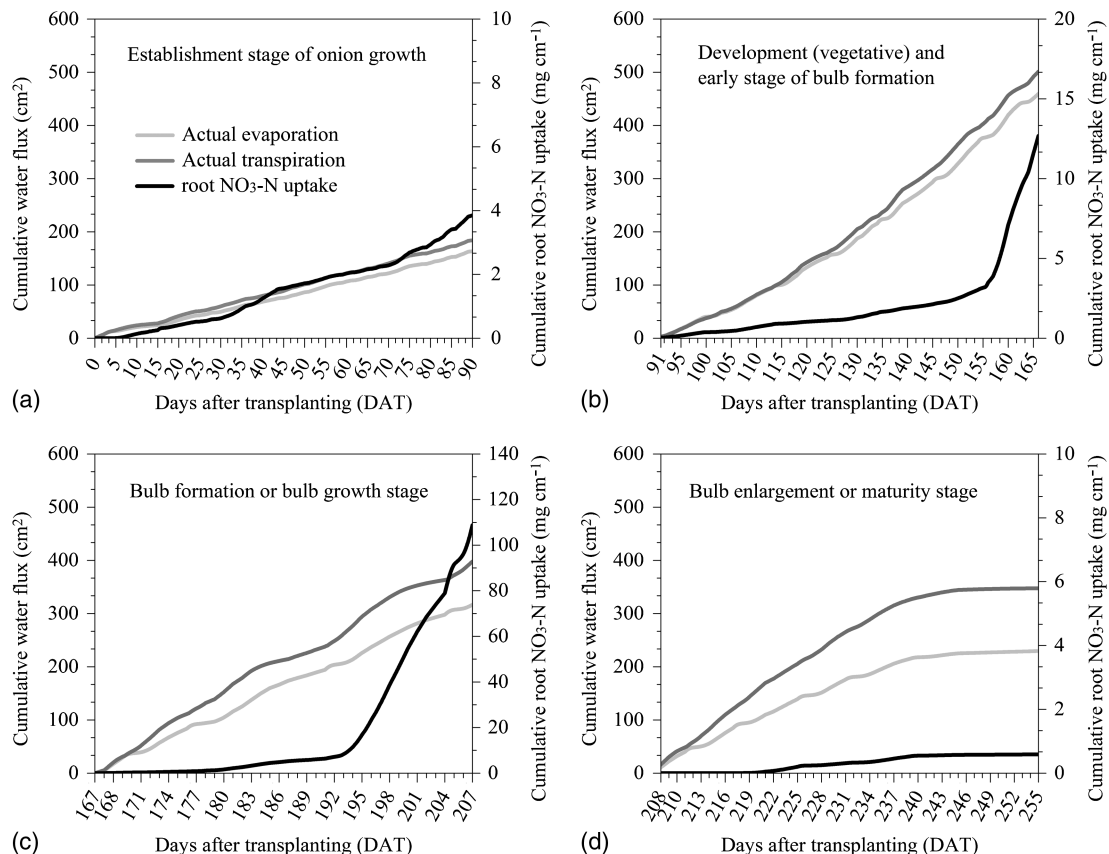 600
500
400
300
200
100
0
Cumulative water flux (cm²)
Establishment stage of onion growth
Actual evaporation
Actual transpiration
root NO₃-N uptake
10
8
6
4
2
0
Cumulative root NO₃-N uptake (mg cm⁻¹)
0 5 10 15 20 25 30 35 40 45 50 55 60 65 70 75 80 85 90
(a)
Days after transplanting (DAT)
600
500
400
300
200
100
0
Cumulative water flux (cm²)
Development (vegetative) and
early stage of bulb formation
20
15
10
5
0
Cumulative root NO₃-N uptake (mg cm⁻¹)
91 95 100 105 110 115 120 125 130 135 140 145 150 155 160 165
(b)
Days after transplanting (DAT)
600
500
400
300
200
100
0
Cumulative water flux (cm²)
Bulb formation or bulb growth stage
140
120
100
80
60
40
20
0
Cumulative root NO₃-N uptake (mg cm⁻¹)
167 168 171 174 177 180 183 186 189 192 195 198 201 204 207
(c)
Days after transplanting (DAT)
600
500
400
300
200
100
0
Cumulative water flux (cm²)
Bulb enlargement or maturity stage
10
8
6
4
2
0
Cumulative root NO₃-N uptake (mg cm⁻¹)
208 210 213 216 219 222 225 228 231 234 237 240 243 246 249 252 255
(d)
Days after transplanting (DAT)